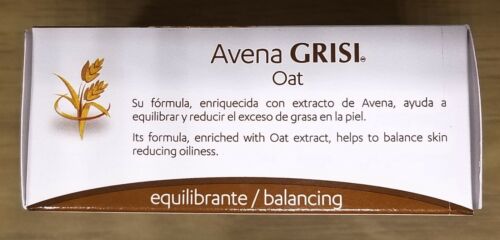 Avena GRISI®
Oat
Su fórmula, enriquecida con extracto de Avena, ayuda a
equilibrar y reducir el exceso de grasa en la piel.
Its formula, enriched with Oat extract, helps to balance skin
reducing oiliness.
equilibrante / balancing